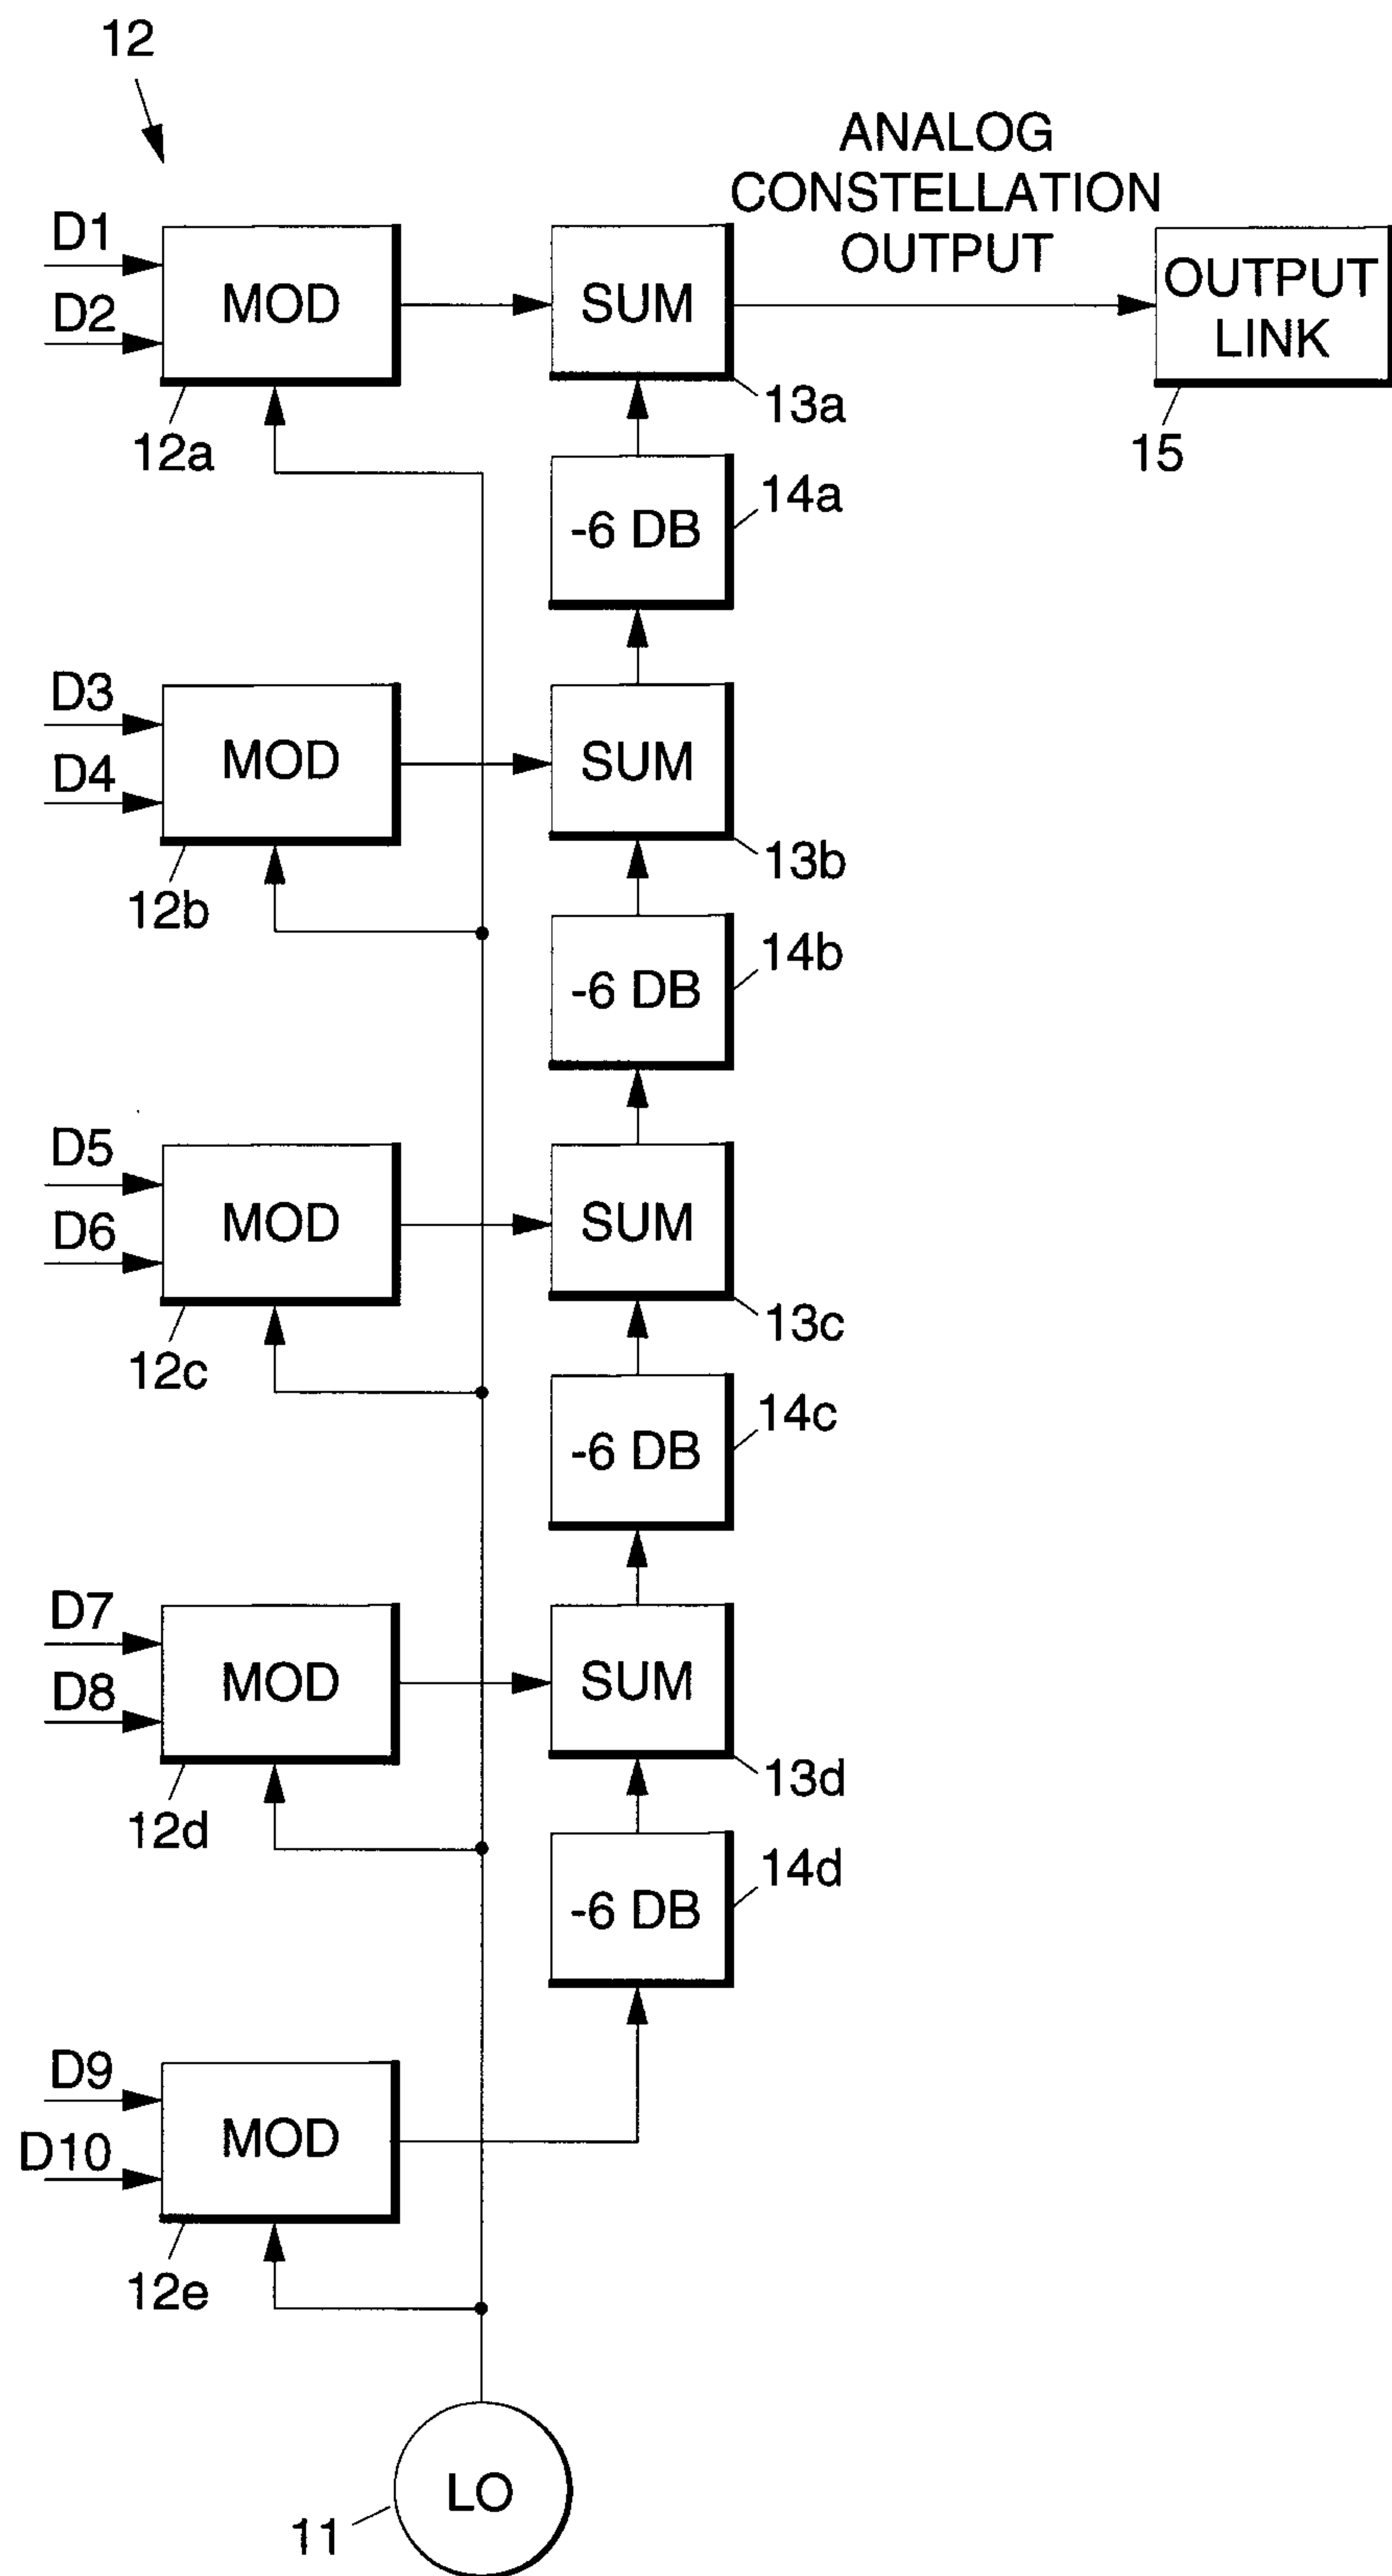 12
ANALOG
CONSTELLATION
OUTPUT
D1
D2
MOD
SUM
OUTPUT
LINK
12a
13a
15
-6 DB
14a
D3
D4
MOD
SUM
12b
13b
-6 DB
14b
D5
D6
MOD
SUM
12c
13c
-6 DB
14c
D7
D8
MOD
SUM
12d
13d
-6 DB
14d
D9
D10
MOD
12e
LO
11